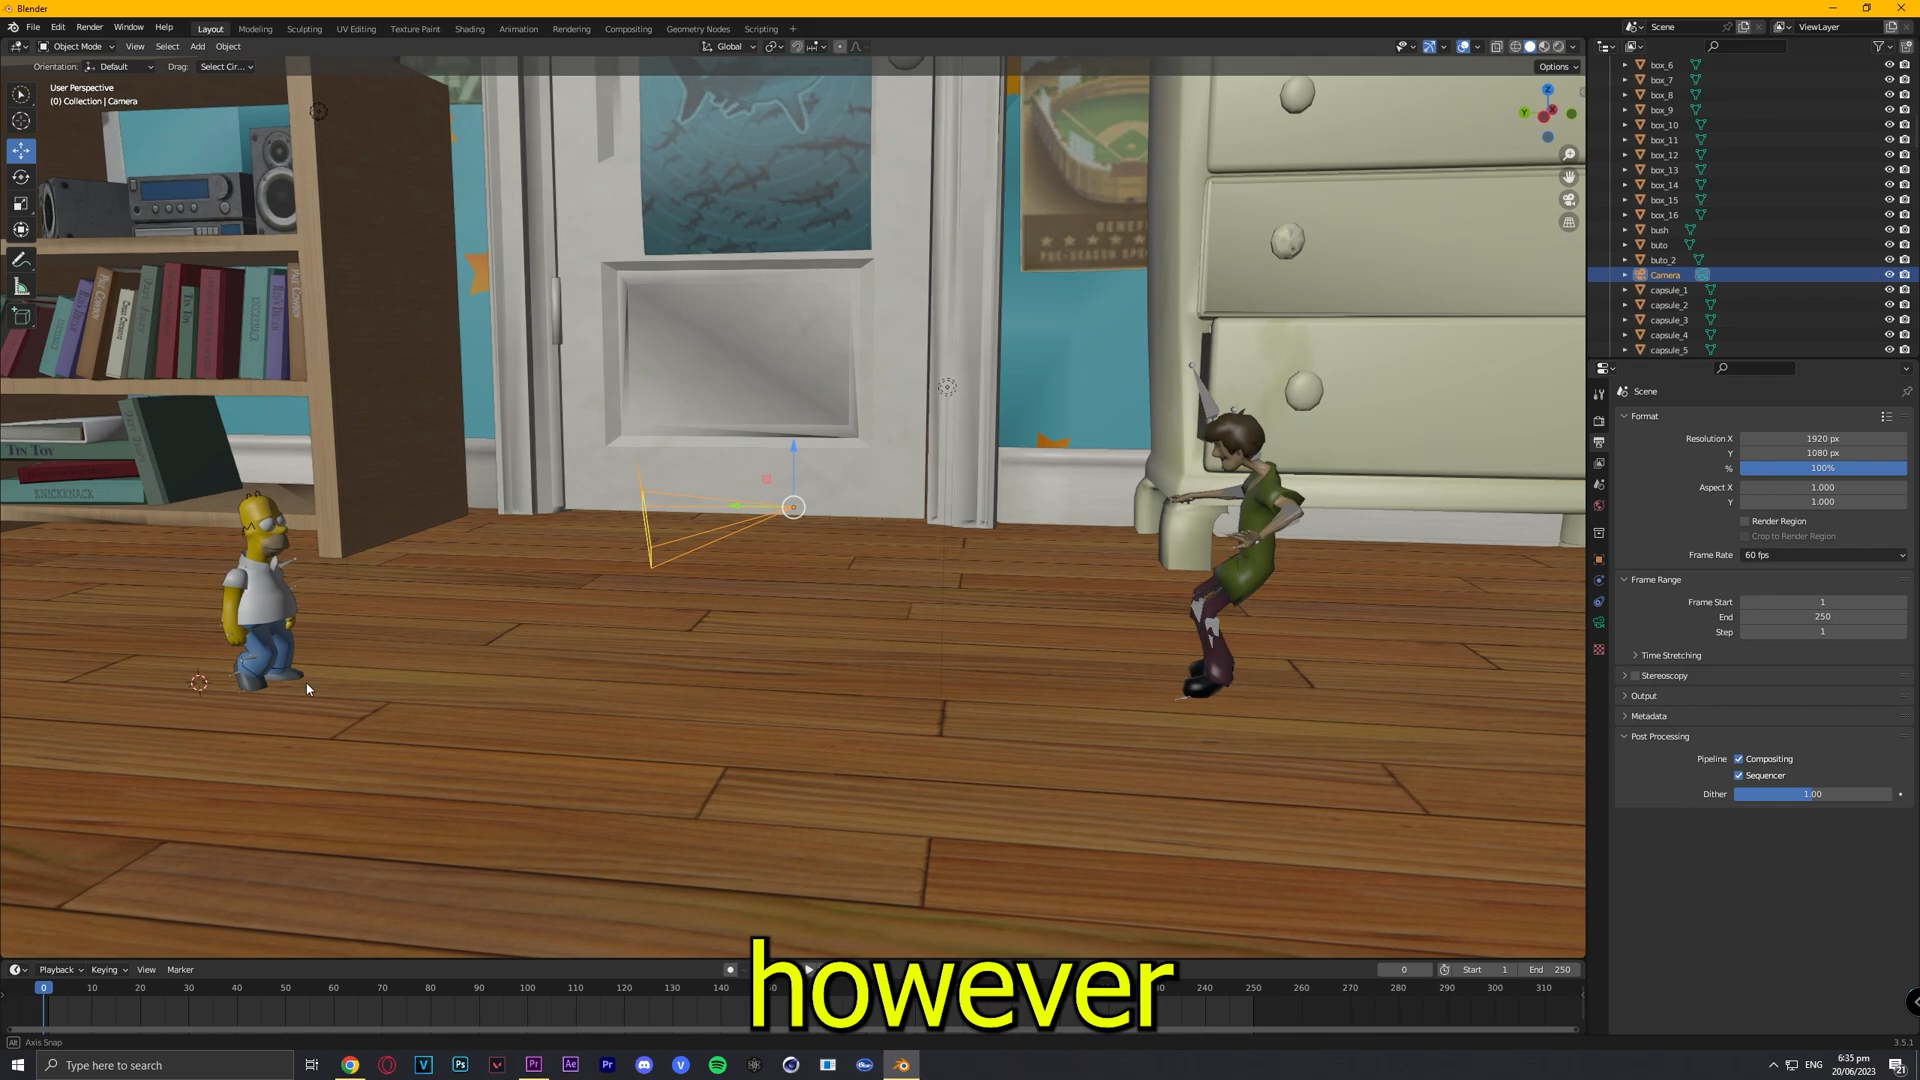 Blender
File Edit Render Window Help
Layout Modeling Sculpting UV Editing Texture Paint Shading Animation Rendering Compositing Geometry Nodes Scripting +
Scene
ViewLayer
Object Mode View Select Add Object
Global
Orientation: Default Drag: Select Cir...
Options
User Perspective
(0) Collection | Camera
Z
Y
X
box_6
box_7
box_8
box_9
box_10
box_11
box_12
box_13
box_14
box_15
box_16
bush
buto
buto_2
Camera
capsule_1
capsule_2
capsule_3
capsule_4
capsule_5
Scene
Format
Resolution X 1920 px
Y 1080 px
% 100%
Aspect X 1.000
Y 1.000
Render Region
Crop to Render Region
Frame Rate 60 fps
Frame Range
Frame Start 1
End 250
Step 1
Time Stretching
Stereoscopy
Output
Metadata
Post Processing
Pipeline Compositing
Sequencer
Dither 1.00
TIN TOY
KNICKNACK
PRE-SEASON
however
Playback Keying View Marker
0 Start 1 End 250
0 10 20 30 40 50 60 70 80 90 100 110 120 130 140 240 250 260 270 280 290 300 310
Alt Axis Snap
3.5.1
Type here to search
ENG
6:35 pm
20/06/2023
21